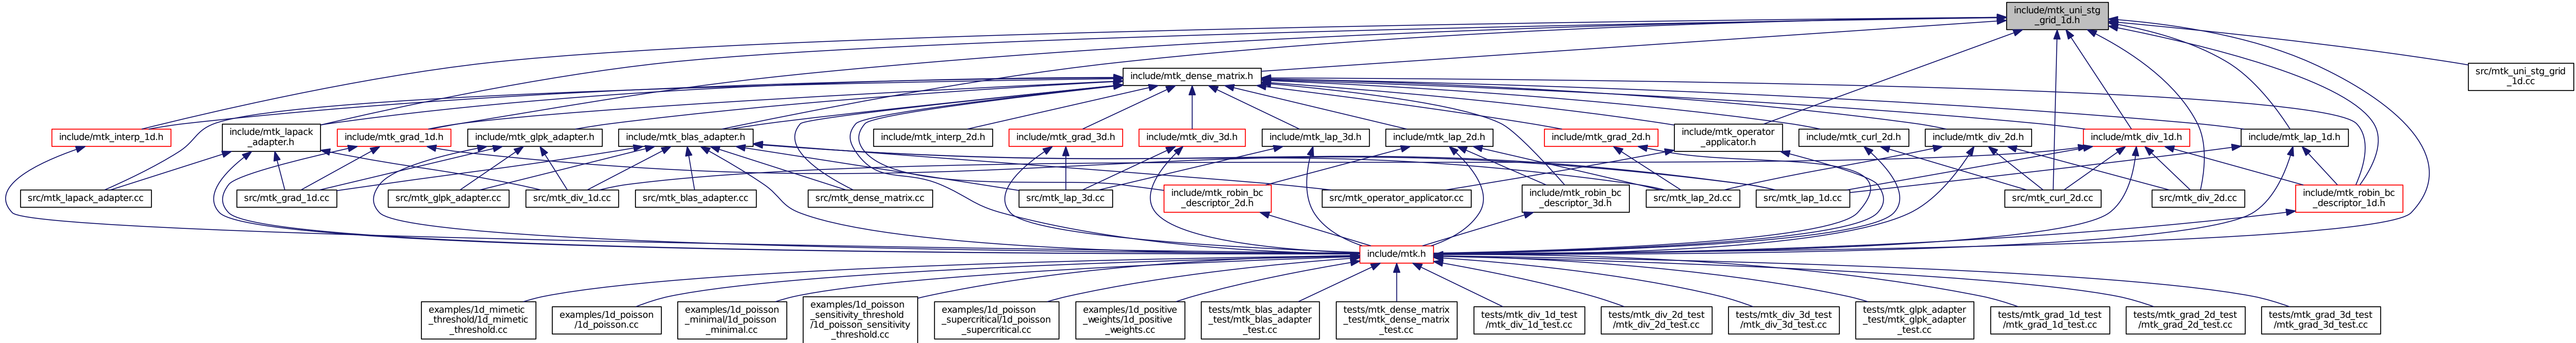 include/mtk_uni_stg
_grid_1d.h
include/mtk_dense_matrix.h
src/mtk_uni_stg_grid
_1d.cc
include/mtk_interp_1d.h
include/mtk_lapack
_adapter.h
include/mtk_grad_1d.h
include/mtk_glpk_adapter.h
include/mtk_blas_adapter.h
include/mtk_interp_2d.h
include/mtk_grad_3d.h
include/mtk_div_3d.h
include/mtk_lap_3d.h
include/mtk_lap_2d.h
include/mtk_grad_2d.h
include/mtk_operator
_applicator.h
include/mtk_curl_2d.h
include/mtk_div_2d.h
include/mtk_div_1d.h
include/mtk_lap_1d.h
src/mtk_lapack_adapter.cc
src/mtk_grad_1d.cc
src/mtk_glpk_adapter.cc
src/mtk_div_1d.cc
src/mtk_blas_adapter.cc
src/mtk_dense_matrix.cc
include/mtk_robin_bc
_descriptor_2d.h
src/mtk_lap_3d.cc
src/mtk_operator_applicator.cc
include/mtk_robin_bc
_descriptor_3d.h
src/mtk_lap_2d.cc
src/mtk_lap_1d.cc
src/mtk_curl_2d.cc
src/mtk_div_2d.cc
include/mtk_robin_bc
_descriptor_1d.h
include/mtk.h
examples/1d_mimetic
_threshold/1d_mimetic
_threshold.cc
examples/1d_poisson
/1d_poisson.cc
examples/1d_poisson
_minimal/1d_poisson
_minimal.cc
examples/1d_poisson
_sensitivity_threshold
/1d_poisson_sensitivity
_threshold.cc
examples/1d_poisson
_supercritical/1d_poisson
_supercritical.cc
examples/1d_positive
_weights/1d_positive
_weights.cc
tests/mtk_blas_adapter
_test/mtk_blas_adapter
_test.cc
tests/mtk_dense_matrix
_test/mtk_dense_matrix
_test.cc
tests/mtk_div_1d_test
/mtk_div_1d_test.cc
tests/mtk_div_2d_test
/mtk_div_2d_test.cc
tests/mtk_div_3d_test
/mtk_div_3d_test.cc
tests/mtk_glpk_adapter
_test/mtk_glpk_adapter
_test.cc
tests/mtk_grad_1d_test
/mtk_grad_1d_test.cc
tests/mtk_grad_2d_test
/mtk_grad_2d_test.cc
tests/mtk_grad_3d_test
/mtk_grad_3d_test.cc